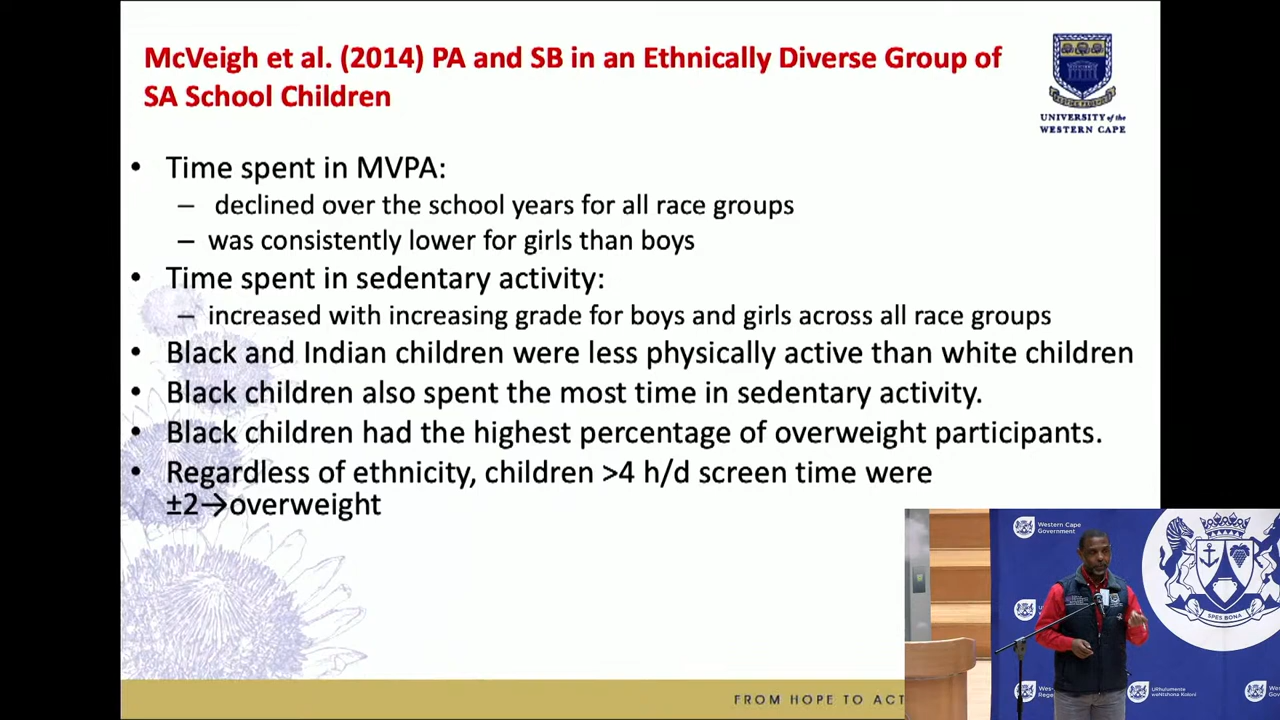 McVeigh et al. (2014) PA and SB in an Ethnically Diverse Group of
SA School Children
UNIVERSITY of the
WESTERN CAPE
• Time spent in MVPA:
– declined over the school years for all race groups
– was consistently lower for girls than boys
• Time spent in sedentary activity:
– increased with increasing grade for boys and girls across all race groups
• Black and Indian children were less physically active than white children
• Black children also spent the most time in sedentary activity.
• Black children had the highest percentage of overweight participants.
• Regardless of ethnicity, children >4 h/d screen time were
±2→overweight
Western Cape
Government
SPES BONA
URhulumente
weNtshona Koloni
FROM HOPE TO ACT